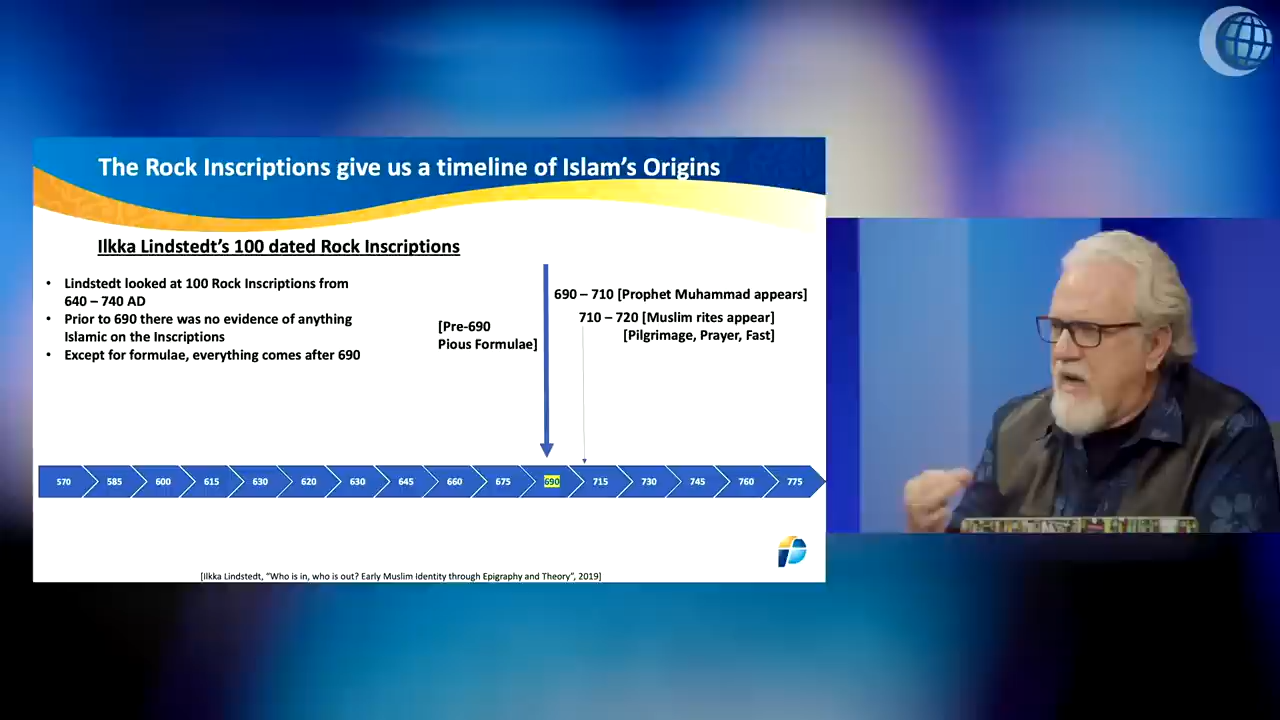 The Rock Inscriptions give us a timeline of Islam's Origins
Ilkka Lindstedt's 100 dated Rock Inscriptions
• Lindstedt looked at 100 Rock Inscriptions from
640 – 740 AD
• Prior to 690 there was no evidence of anything
Islamic on the Inscriptions
• Except for formulae, everything comes after 690
[Pre-690
Pious Formulae]
690 – 710 [Prophet Muhammad appears]
710 – 720 [Muslim rites appear]
[Pilgrimage, Prayer, Fast]
570 585 600 615 630 620 630 645 660 675 690 715 730 745 760 775
[Ilkka Lindstedt, "Who is in, who is out? Early Muslim Identity through Epigraphy and Theory", 2019]